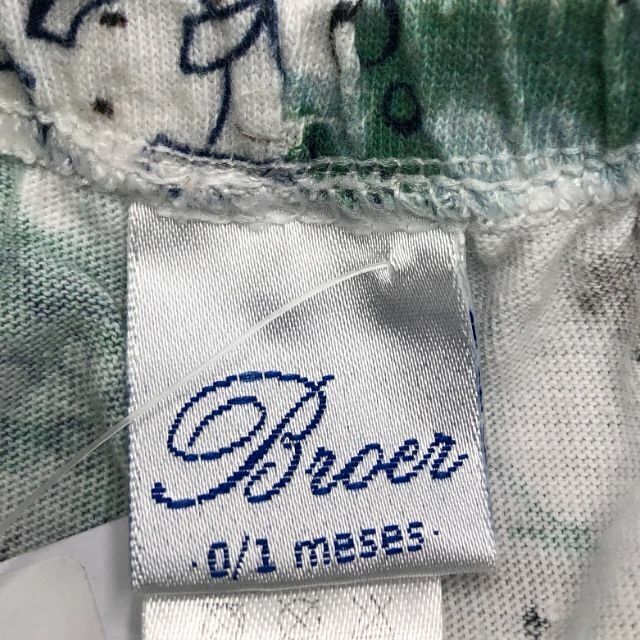 Broer
· 0/1 meses ·